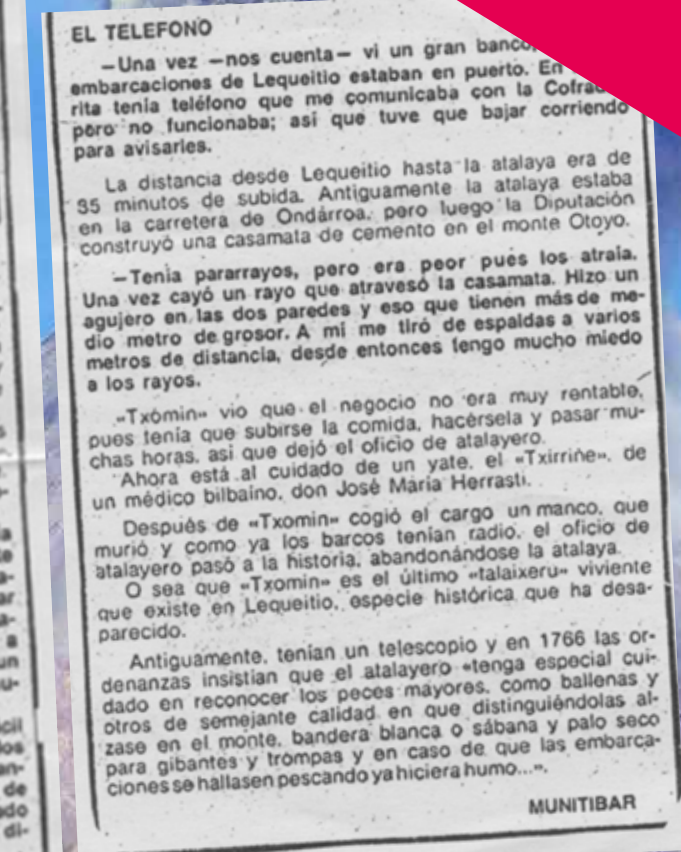 EL TELEFONO
—Una vez —nos cuenta— vi un gran banco,
embarcaciones de Lequeitio estaban en puerto. En
rita tenía teléfono que me comunicaba con la
pero no funcionaba; así que tuve que bajar corriendo
para avisarles.
La distancia desde Lequeitio hasta la atalaya era de
35 minutos de subida. Antiguamente la atalaya estaba
en la carretera de Ondárroa, pero luego la Diputación
construyó una casamata de cemento en el monte Otoyo.
—Tenía pararrayos, pero era peor pues los atraía.
Una vez cayó un rayo que atravesó la casamata. Hizo un
agujero en las dos paredes y eso que tienen más de me-
dio metro de grosor. A mí me tiró de espaldas a varios
metros de distancia, desde entonces tengo mucho miedo
a los rayos.
«Txomin» vio que el negocio no era muy rentable,
pues tenía que subirse la comida, hacérsela y pasar mu-
chas horas, así que dejó el oficio de atalayero.
Ahora está al cuidado de un yate, el «Txirriñe», de
un médico bilbaíno, don José María Herrasti.
Después de «Txomin» cogió el cargo un manco, que
murió y como ya los barcos tenían radio, el oficio de
atalayero pasó a la historia, abandonándose la atalaya.
O sea que «Txomin» es el último «talaixeru» viviente
que existe en Lequeitio, especie histórica que ha desa-
parecido.
Antiguamente, tenían un telescopio y en 1766 las or-
denanzas insistían que el atalayero «tenga especial cui-
dado en reconocer los peces mayores, como ballenas y
otros de semejante calidad en que distinguiéndolas al-
zase en el monte, bandera blanca o sábana y palo seco
para gibantes y trompas y en caso de que las embarca-
ciones se hallasen pescando ya hiciera humo...».
MUNITIBAR